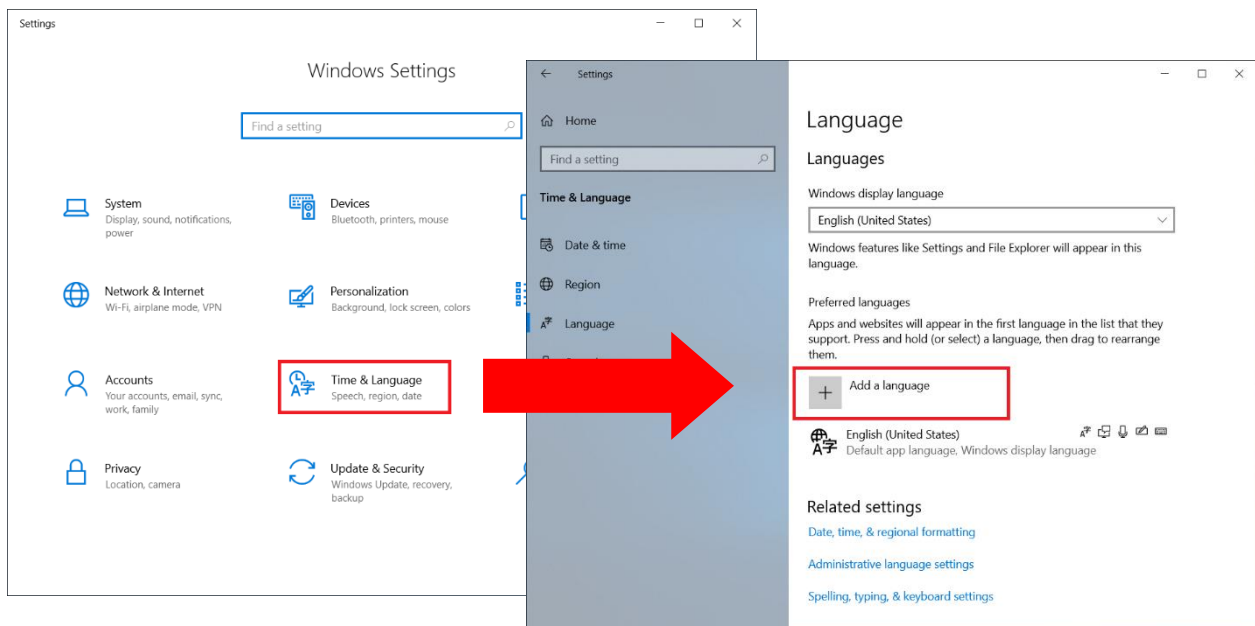 Settings
Windows Settings
Find a setting
System
Display, sound, notifications,
power
Devices
Bluetooth, printers, mouse
Network & Internet
Wi-Fi, airplane mode, VPN
Personalization
Background, lock screen, colors
Accounts
Your accounts, email, sync,
work, family
Time & Language
Speech, region, date
Privacy
Location, camera
Update & Security
Windows Update, recovery,
backup
Settings
Home
Find a setting
Time & Language
Date & time
Region
Language
Language
Languages
Windows display language
English (United States)
Windows features like Settings and File Explorer will appear in this
language.
Preferred languages
Apps and websites will appear in the first language in the list that they
support. Press and hold (or select) a language, then drag to rearrange
them.
Add a language
English (United States)
Default app language, Windows display language
Related settings
Date, time, & regional formatting
Administrative language settings
Spelling, typing, & keyboard settings